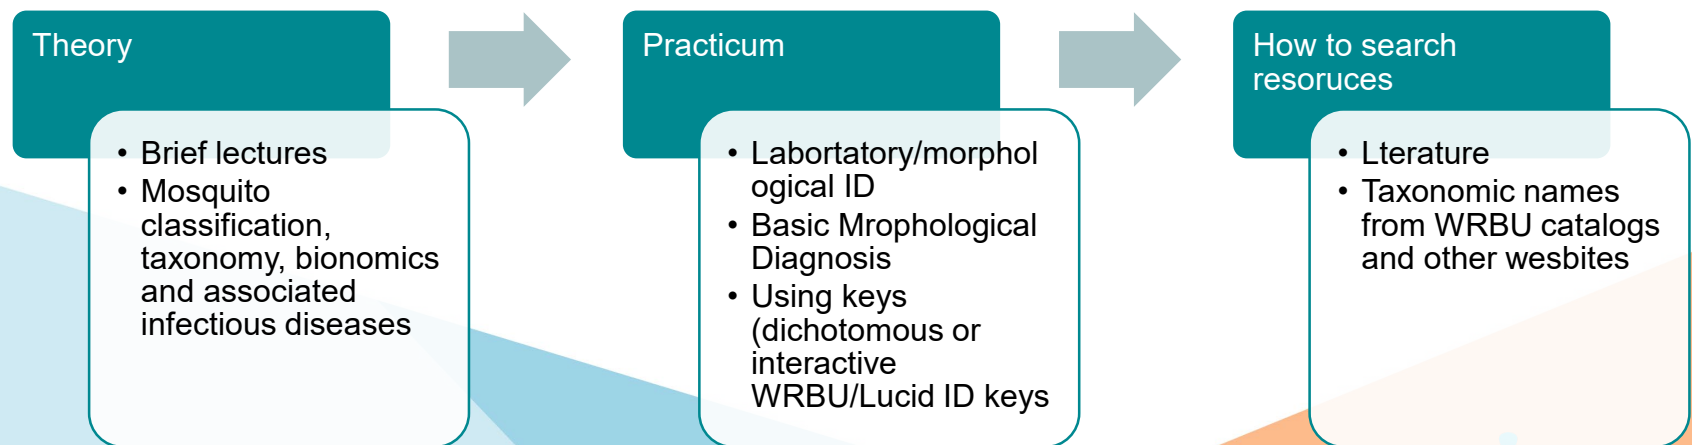 Theory
• Brief lectures
• Mosquito
classification,
taxonomy, bionomics
and associated
infectious diseases
Practicum
• Labortatory/morphol
ogical ID
• Basic Mrophological
Diagnosis
• Using keys
(dichotomous or
interactive
WRBU/Lucid ID keys
How to search
resoruces
• Lterature
• Taxonomic names
from WRBU catalogs
and other wesbites